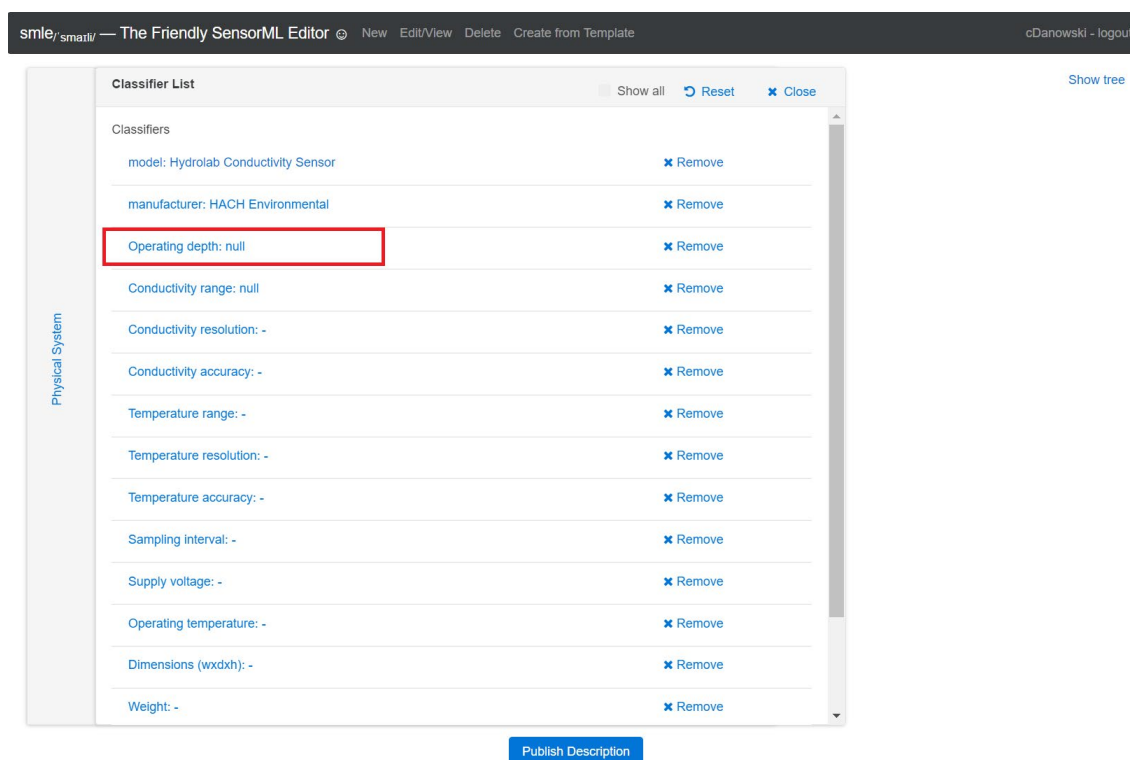 smle/ˈsmaɪli/ — The Friendly SensorML Editor ☺ New Edit/View Delete Create from Template cDanowski - logout
Classifier List Show all Reset Close Show tree
Classifiers
model: Hydrolab Conductivity Sensor Remove
manufacturer: HACH Environmental Remove
Operating depth: null Remove
Conductivity range: null Remove
Conductivity resolution: - Remove
Conductivity accuracy: - Remove
Temperature range: - Remove
Temperature resolution: - Remove
Temperature accuracy: - Remove
Sampling interval: - Remove
Supply voltage: - Remove
Operating temperature: - Remove
Dimensions (wxdxh): - Remove
Weight: - Remove
Physical System
Publish Description